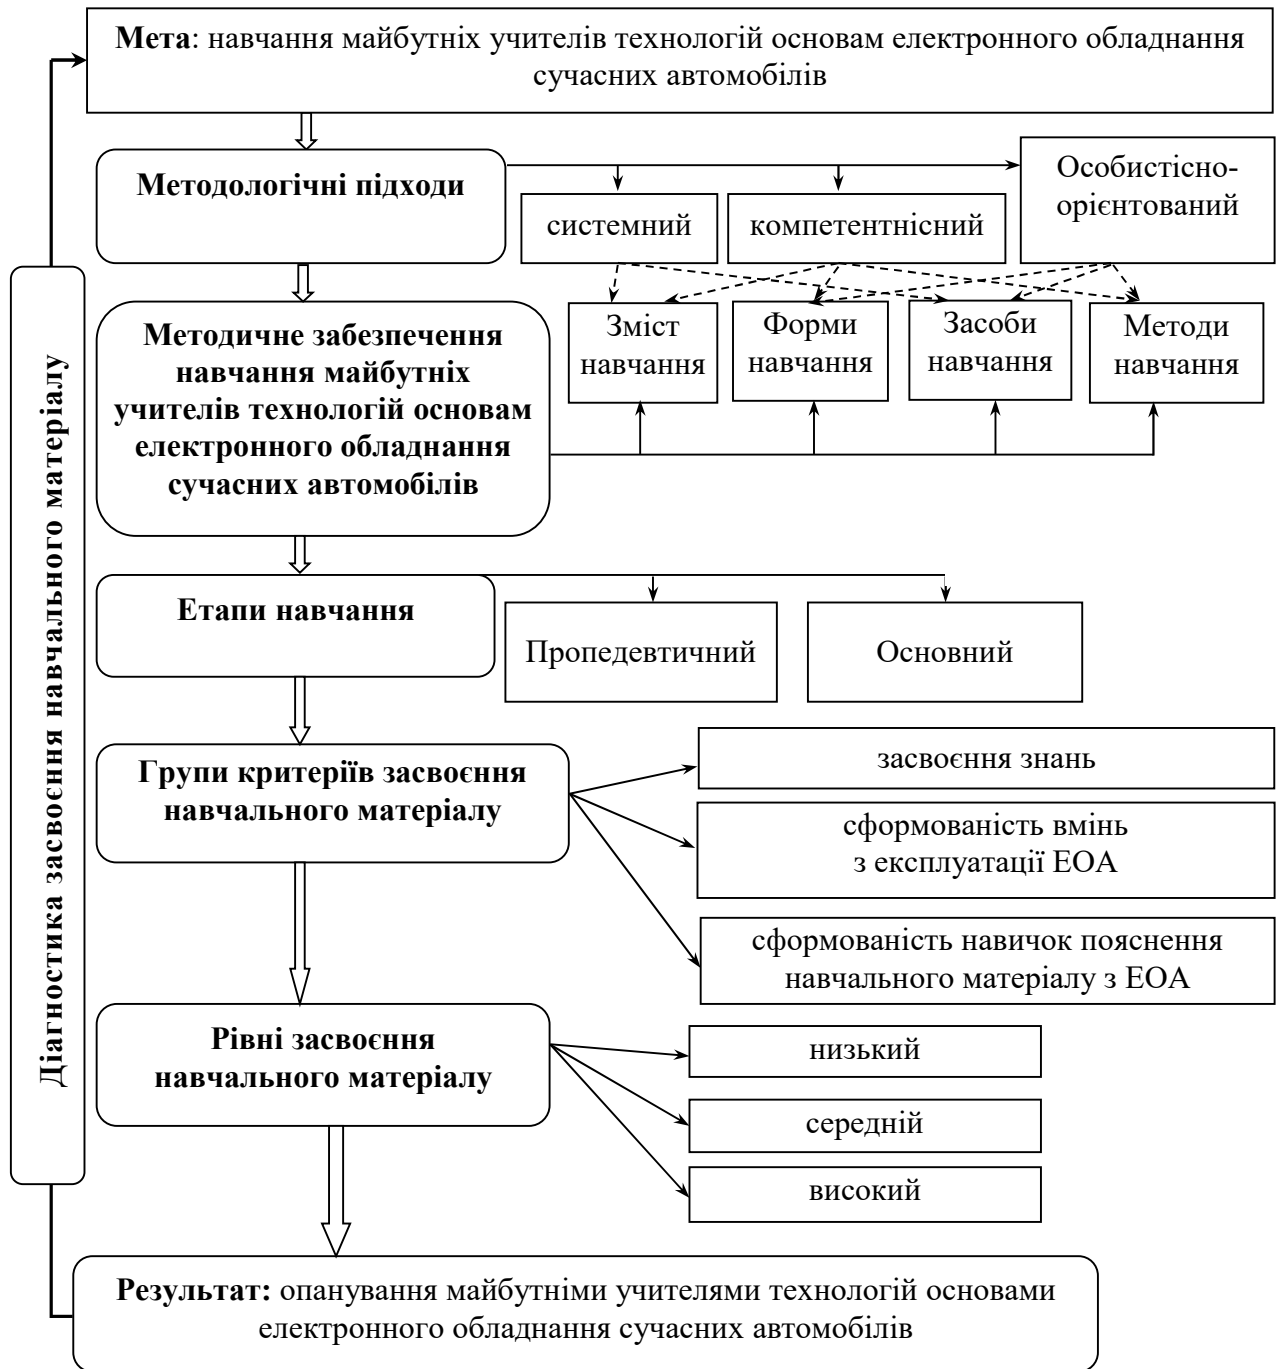 Мета: навчання майбутніх учителів технологій основам електронного обладнання
сучасних автомобілів
Методологічні підходи
системний
компетентнісний
Особистісно-
орієнтований
Методичне забезпечення
навчання майбутніх
учителів технологій основам
електронного обладнання
сучасних автомобілів
Зміст
навчання
Форми
навчання
Засоби
навчання
Методи
навчання
Етапи навчання
Пропедевтичний
Основний
Групи критеріїв засвоєння
навчального матеріалу
засвоєння знань
сформованість вмінь
з експлуатації ЕОА
сформованість навичок пояснення
навчального матеріалу з ЕОА
Рівні засвоєння
навчального матеріалу
низький
середній
високий
Результат: опанування майбутніми учителями технологій основами
електронного обладнання сучасних автомобілів
Діагностика засвоєння навчального матеріалу